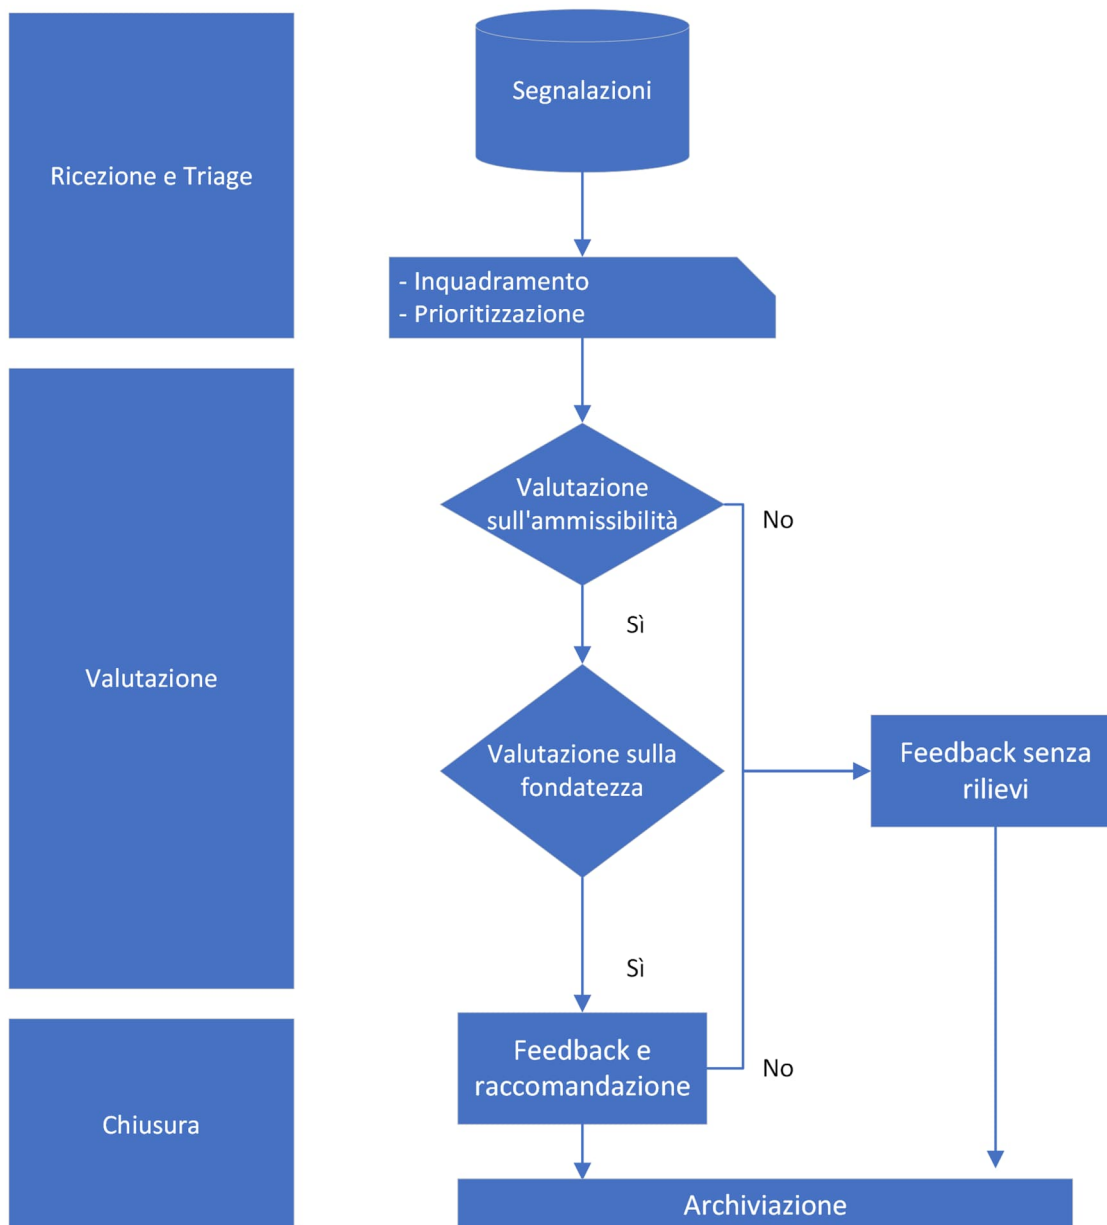 Segnalazioni
Ricezione e Triage
- Inquadramento
- Prioritizzazione
Valutazione
sull'ammissibilità
No
Sì
Valutazione
Valutazione sulla
fondatezza
Feedback senza
rilievi
Sì
Feedback e
raccomandazione
No
Chiusura
Archiviazione